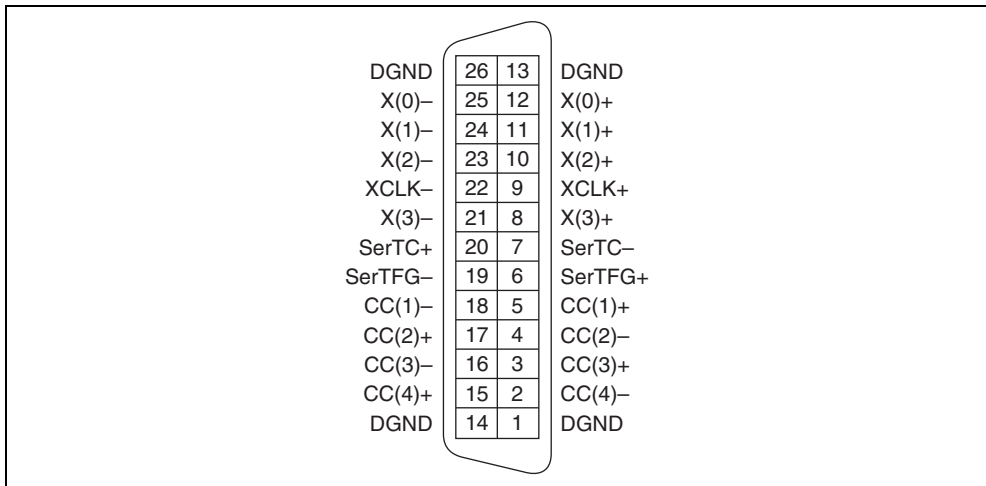 DGND 26 13 DGND
X(0)– 25 12 X(0)+
X(1)– 24 11 X(1)+
X(2)– 23 10 X(2)+
XCLK– 22 9 XCLK+
X(3)– 21 8 X(3)+
SerTC+ 20 7 SerTC–
SerTFG– 19 6 SerTFG+
CC(1)– 18 5 CC(1)+
CC(2)+ 17 4 CC(2)–
CC(3)– 16 3 CC(3)+
CC(4)+ 15 2 CC(4)–
DGND 14 1 DGND